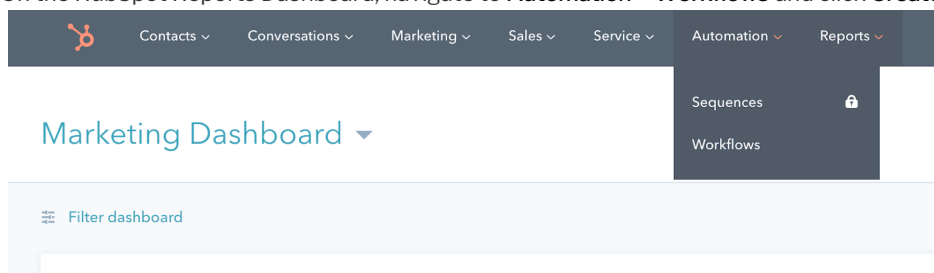 On the HubSpot Reports Dashboard, navigate to Automation
Workflows and click
Contacts Conversations Marketing Sales Service Automation Reports
Sequences
Marketing Dashboard
Workflows
Filter dashboard